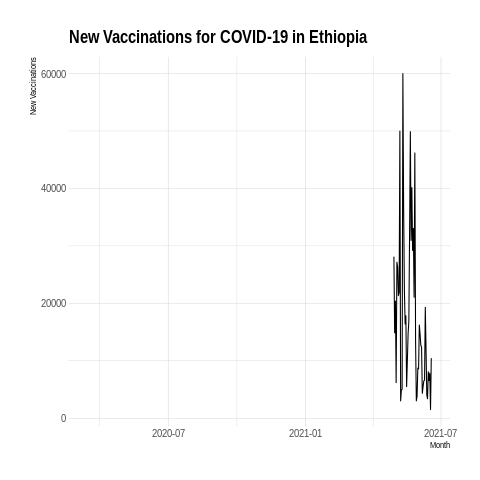 New Vaccinations for COVID-19 in Ethiopia
New Vaccinations
60000
40000
20000
0
2020-07
2021-01
2021-07
Month